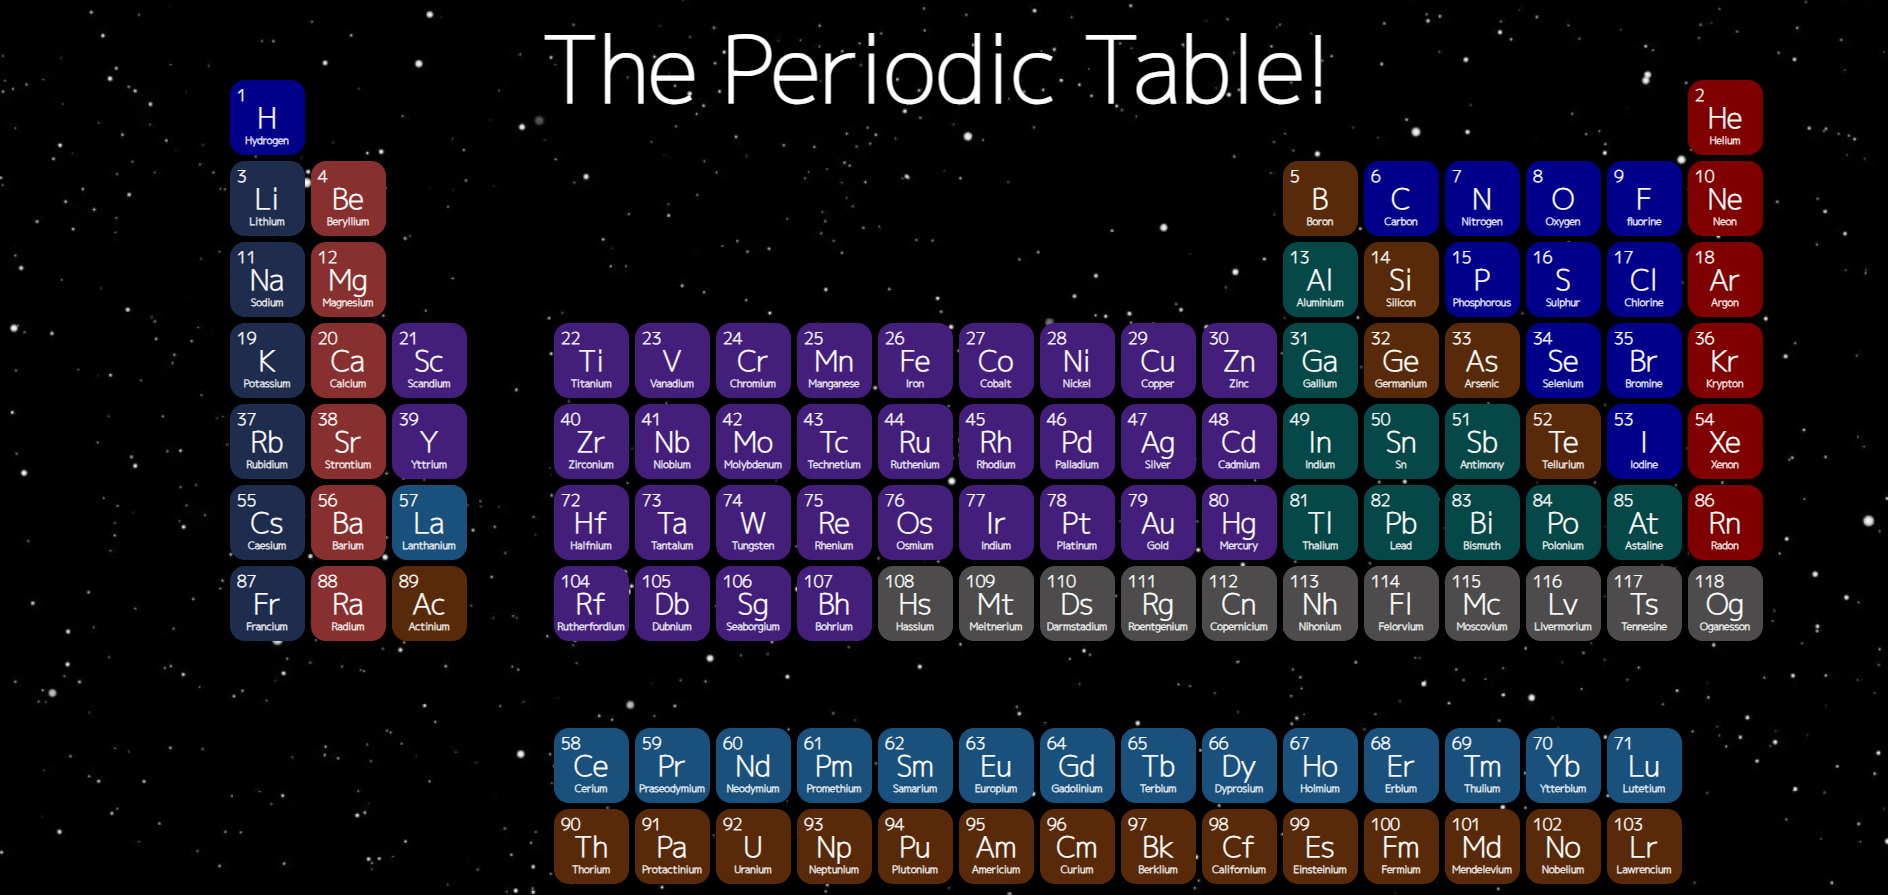 The Periodic Table!
1 H Hydrogen
2 He Helium
3 Li Lithium
4 Be Beryllium
5 B Boron
6 C Carbon
7 N Nitrogen
8 O Oxygen
9 F fluorine
10 Ne Neon
11 Na Sodium
12 Mg Magnesium
13 Al Aluminium
14 Si Silicon
15 P Phosphorous
16 S Sulphur
17 Cl Chlorine
18 Ar Argon
19 K Potassium
20 Ca Calcium
21 Sc Scandium
22 Ti Titanium
23 V Vanadium
24 Cr Chromium
25 Mn Manganese
26 Fe Iron
27 Co Cobalt
28 Ni Nickel
29 Cu Copper
30 Zn Zinc
31 Ga Gallium
32 Ge Germanium
33 As Arsenic
34 Se Selenium
35 Br Bromine
36 Kr Krypton
37 Rb Rubidium
38 Sr Strontium
39 Y Yttrium
40 Zr Zirconium
41 Nb Niobium
42 Mo Molybdenum
43 Tc Technetium
44 Ru Ruthenium
45 Rh Rhodium
46 Pd Palladium
47 Ag Silver
48 Cd Cadmium
49 In Indium
50 Sn Sn
51 Sb Antimony
52 Te Tellurium
53 I Iodine
54 Xe Xenon
55 Cs Caesium
56 Ba Barium
57 La Lanthanium
72 Hf Halfnium
73 Ta Tantalum
74 W Tungsten
75 Re Rhenium
76 Os Osmium
77 Ir Indium
78 Pt Platinum
79 Au Gold
80 Hg Mercury
81 Tl Thalium
82 Pb Lead
83 Bi Bismuth
84 Po Polonium
85 At Astaline
86 Rn Radon
87 Fr Francium
88 Ra Radium
89 Ac Actinium
104 Rf Rutherfordium
105 Db Dubnium
106 Sg Seaborgium
107 Bh Bohrium
108 Hs Hassium
109 Mt Meitnerium
110 Ds Darmstadium
111 Rg Roentgenium
112 Cn Copernicium
113 Nh Nihonium
114 Fl Felorvium
115 Mc Moscovium
116 Lv Livermorium
117 Ts Tennesine
118 Og Oganesson
58 Ce Cerium
59 Pr Praseodymium
60 Nd Neodymium
61 Pm Promethium
62 Sm Samarium
63 Eu Europium
64 Gd Gadolinium
65 Tb Terbium
66 Dy Dyprosium
67 Ho Holmium
68 Er Erbium
69 Tm Thulium
70 Yb Ytterbium
71 Lu Lutetium
90 Th Thorium
91 Pa Protactinium
92 U Uranium
93 Np Neptunium
94 Pu Plutonium
95 Am Americium
96 Cm Curium
97 Bk Berklium
98 Cf Californium
99 Es Einsteinium
100 Fm Fermium
101 Md Mendelevium
102 No Nobelium
103 Lr Lawrencium